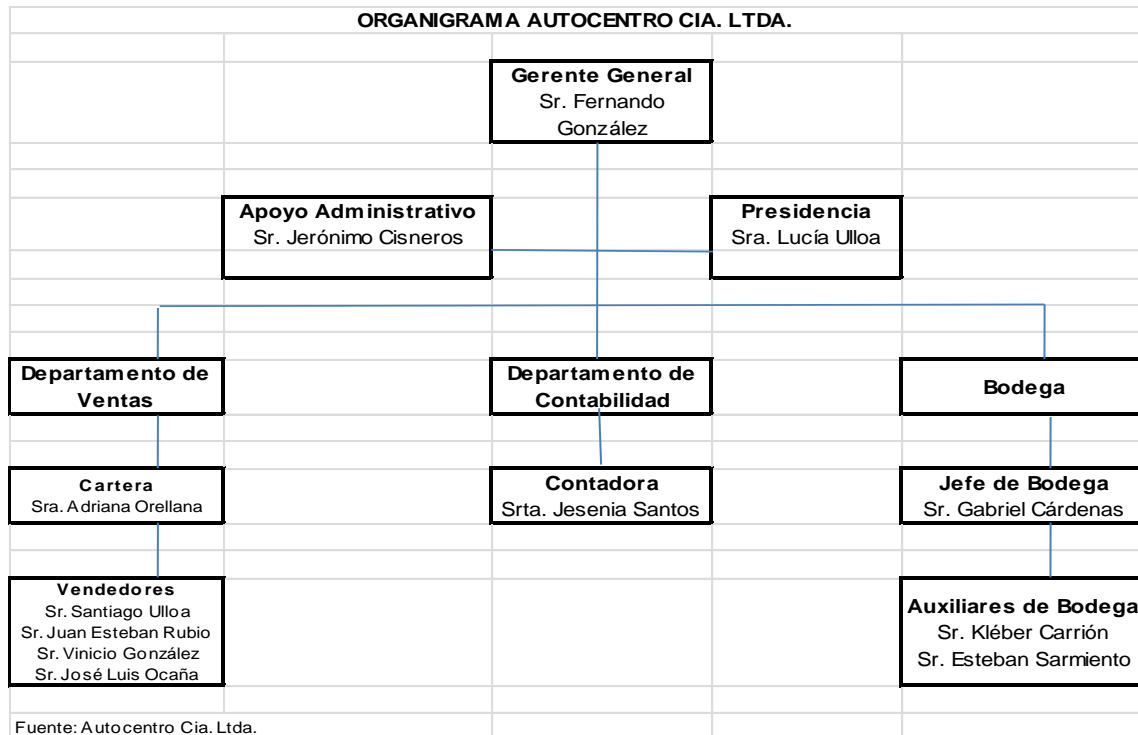 ORGANIGRAMA AUTOCENTRO CIA. LTDA.
Gerente General
Sr. Fernando
González
Apoyo Administrativo
Sr. Jerónimo Cisneros
Presidencia
Sra. Lucía Ulloa
Departamento de
Ventas
Departamento de
Contabilidad
Bodega
Cartera
Sra. Adriana Orellana
Contadora
Srta. Jesenia Santos
Jefe de Bodega
Sr. Gabriel Cárdenas
Vendedores
Sr. Santiago Ulloa
Sr. Juan Esteban Rubio
Sr. Vinicio González
Sr. José Luis Ocaña
Auxiliares de Bodega
Sr. Kléber Carrión
Sr. Esteban Sarmiento
Fuente: Autocentro Cia. Ltda.